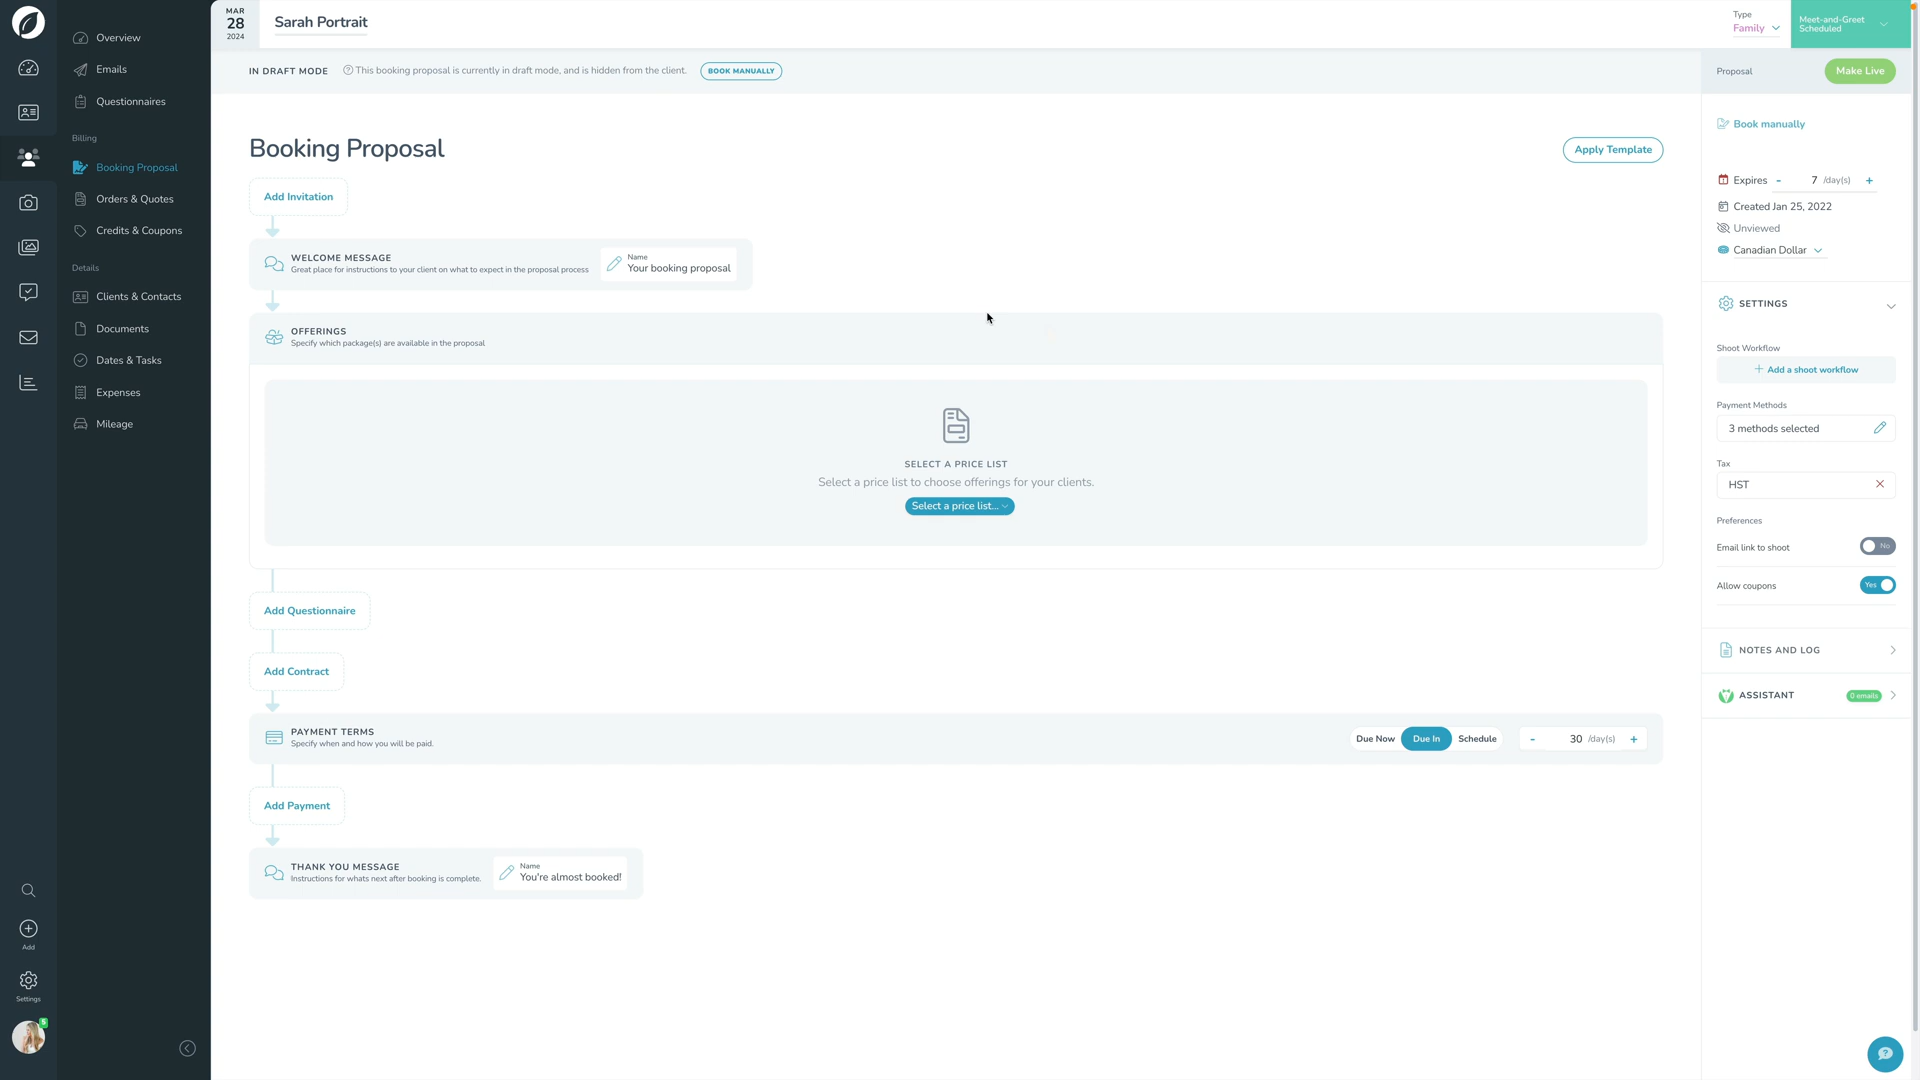 MAR
28
2024
Sarah Portrait
Type
Family
Meet-and-Greet
Scheduled
Overview
Emails
Questionnaires
Billing
Booking Proposal
Orders & Quotes
Credits & Coupons
Details
Clients & Contacts
Documents
Dates & Tasks
Expenses
Mileage
Add
Settings
5
IN DRAFT MODE
This booking proposal is currently in draft mode, and is hidden from the client.
BOOK MANUALLY
Proposal
Make Live
Booking Proposal
Apply Template
Add Invitation
WELCOME MESSAGE
Great place for instructions to your client on what to expect in the proposal process
Name
Your booking proposal
OFFERINGS
Specify which package(s) are available in the proposal
SELECT A PRICE LIST
Select a price list to choose offerings for your clients.
Select a price list...
Add Questionnaire
Add Contract
PAYMENT TERMS
Specify when and how you will be paid.
Due Now
Due In
Schedule
- 30 /day(s) +
Add Payment
THANK YOU MESSAGE
Instructions for whats next after booking is complete.
Name
You're almost booked!
Book manually
Expires - 7 /day(s) +
Created Jan 25, 2022
Unviewed
Canadian Dollar
SETTINGS
Shoot Workflow
+ Add a shoot workflow
Payment Methods
3 methods selected
Tax
HST
Preferences
Email link to shoot
No
Allow coupons
Yes
NOTES AND LOG
ASSISTANT
0 emails